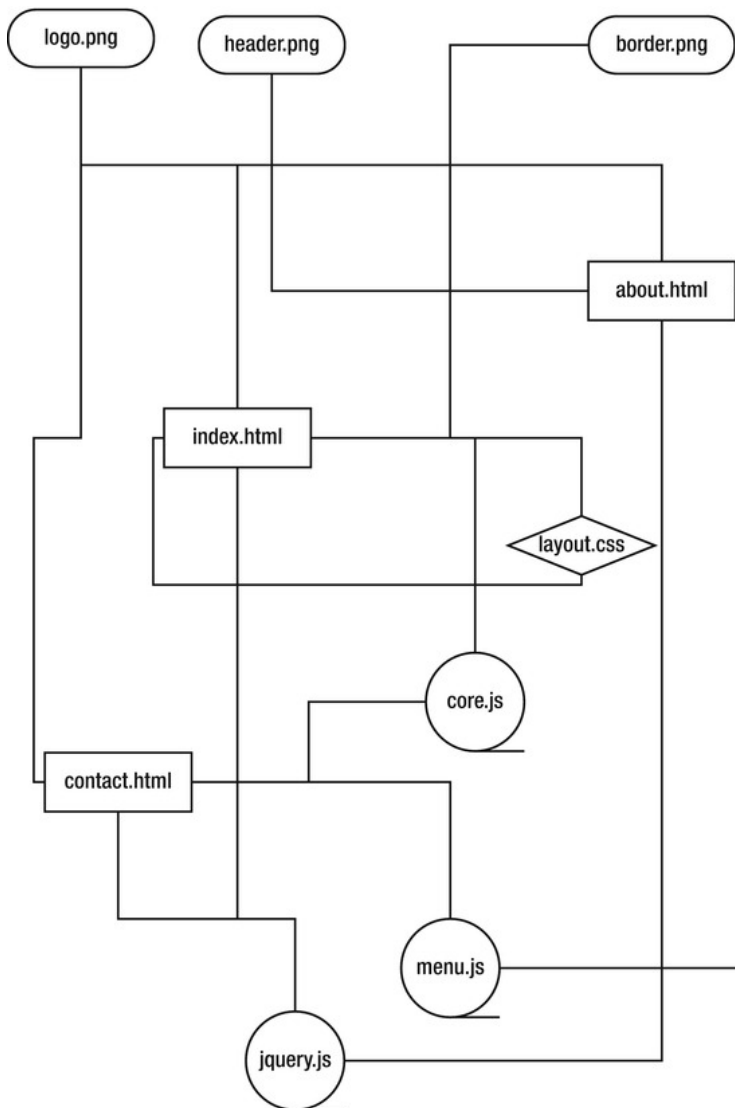 logo.png
header.png
border.png
about.html
index.html
layout.css
core.js
contact.html
menu.js
jquery.js